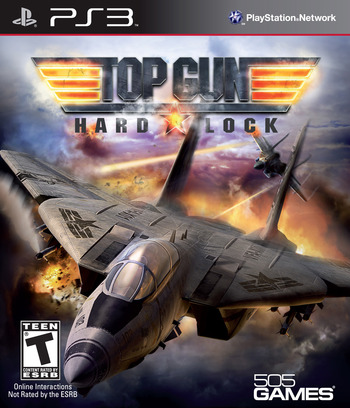 PS3
PlayStation®Network
TOP GUN
HARD LOCK
TEEN
T
CONTENT RATED BY
ESRB
Online Interactions
Not Rated by the ESRB
505
GAMES™